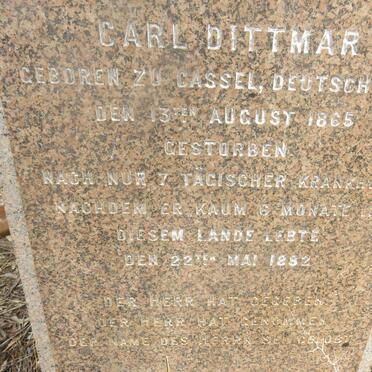 CARL DITTMAR
GEBOREN ZU CASSEL, DEUTSCH
DEN 13TEN AUGUST 1865
GESTORBEN
NACH NUR 7 TÄGISCHER KRANKH
NACHDEM ER KAUM 6 MONATE
DIESEM LANDE LEBTE
DEN 22TEN MAI 1882
DER HERR HAT GEGEBEN
DER HERR HAT GENOMMEN
DER NAME DES HERRN SEI GELOBT